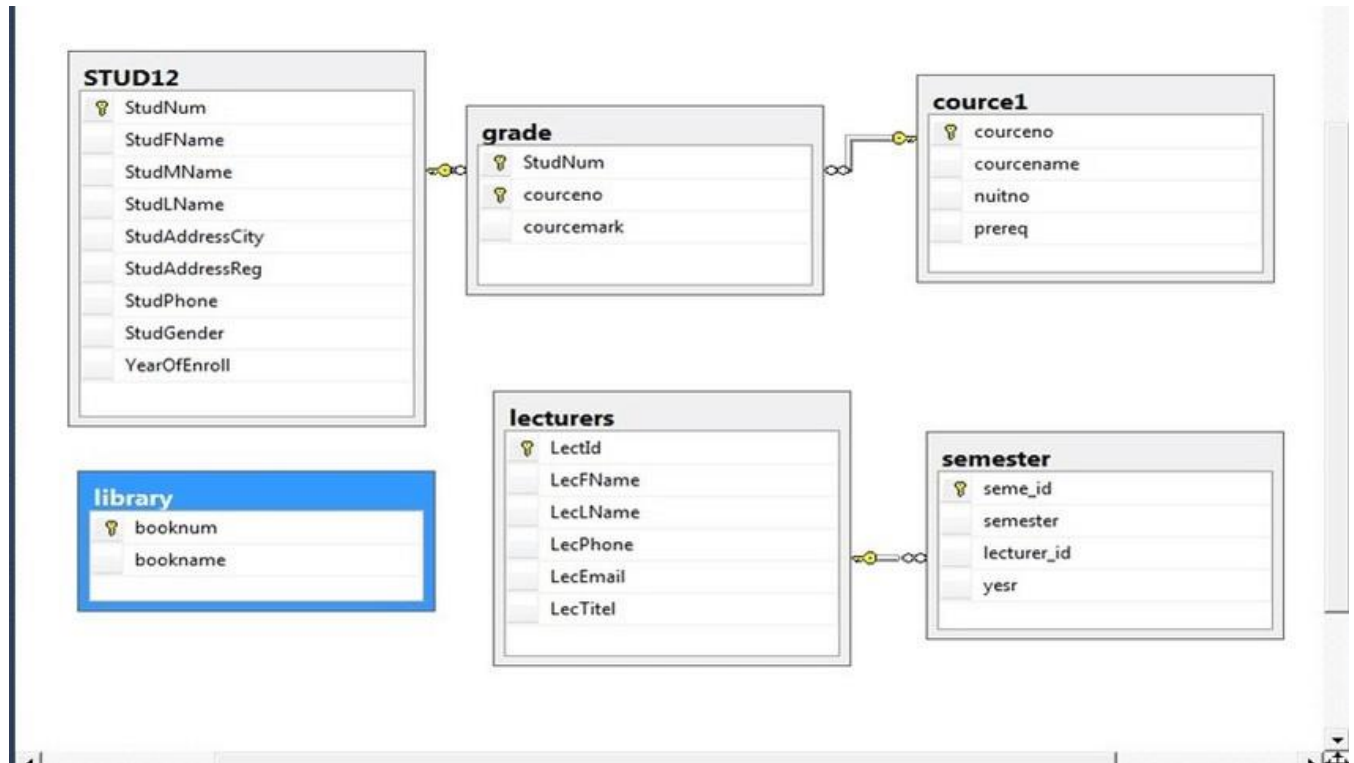 STUD12
StudNum
StudFName
StudMName
StudLName
StudAddressCity
StudAddressReg
StudPhone
StudGender
YearOfEnroll
grade
StudNum
courceno
courcemark
cource1
courceno
courcename
nuitno
prereq
library
booknum
bookname
lecturers
LectId
LecFName
LecLName
LecPhone
LecEmail
LecTitel
semester
seme_id
semester
lecturer_id
yesr